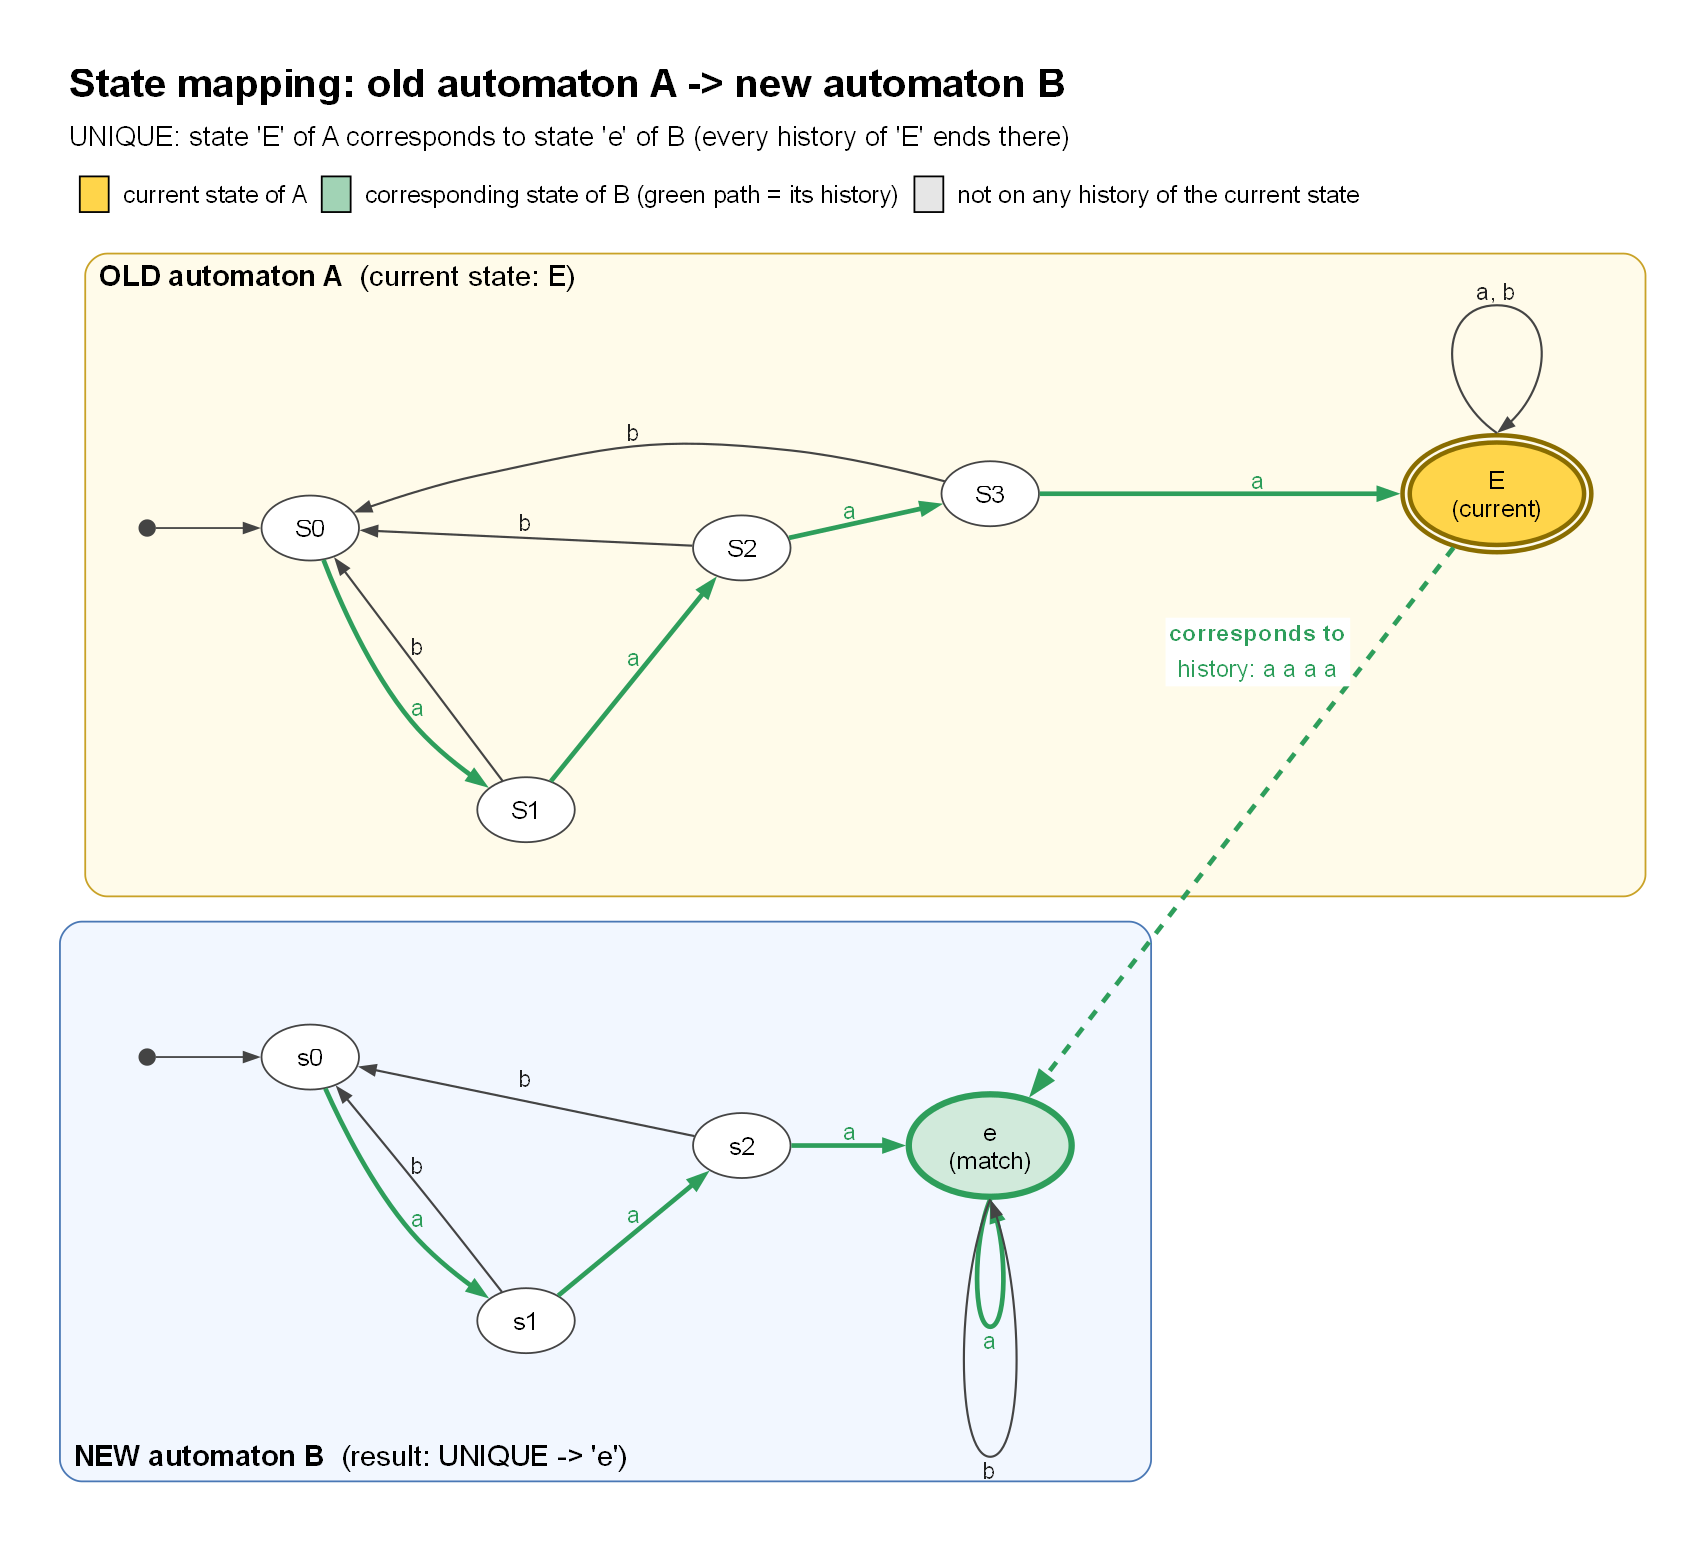 State mapping: old automaton A -> new automaton B
UNIQUE: state 'E' of A corresponds to state 'e' of B (every history of 'E' ends there)
current state of A
corresponding state of B (green path = its history)
not on any history of the current state
OLD automaton A (current state: E)
a, b
b
S3
a
E
(current)
S0
b
S2
a
corresponds to
history: a a a a
b
a
a
S1
s0
b
s2
a
e
(match)
b
a
a
s1
a
b
NEW automaton B (result: UNIQUE -> 'e')